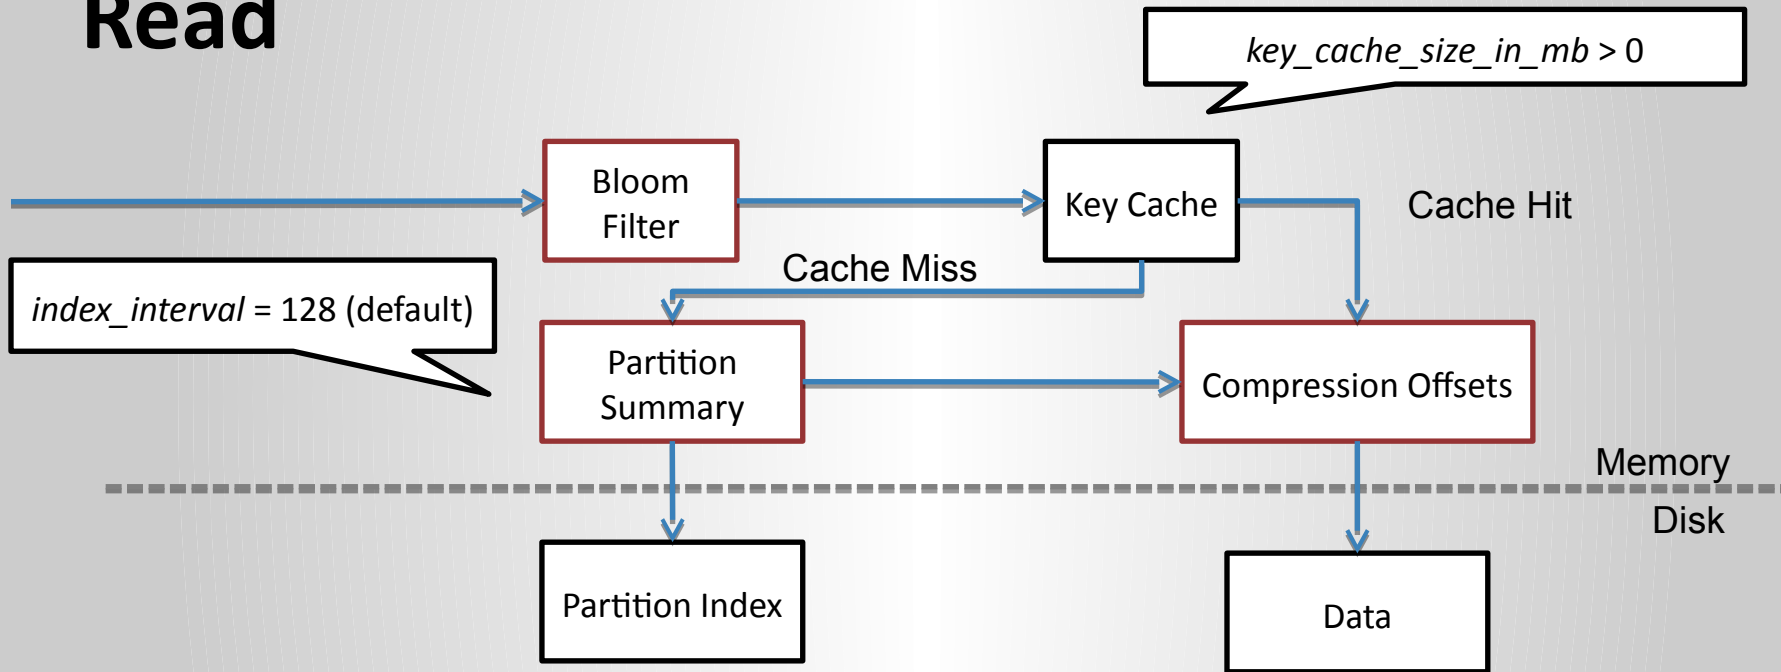 Read
key_cache_size_in_mb > 0
Bloom
Filter
Key Cache
Cache Hit
Cache Miss
index_interval = 128 (default)
Partition
Summary
Compression Offsets
Memory
Disk
Partition Index
Data